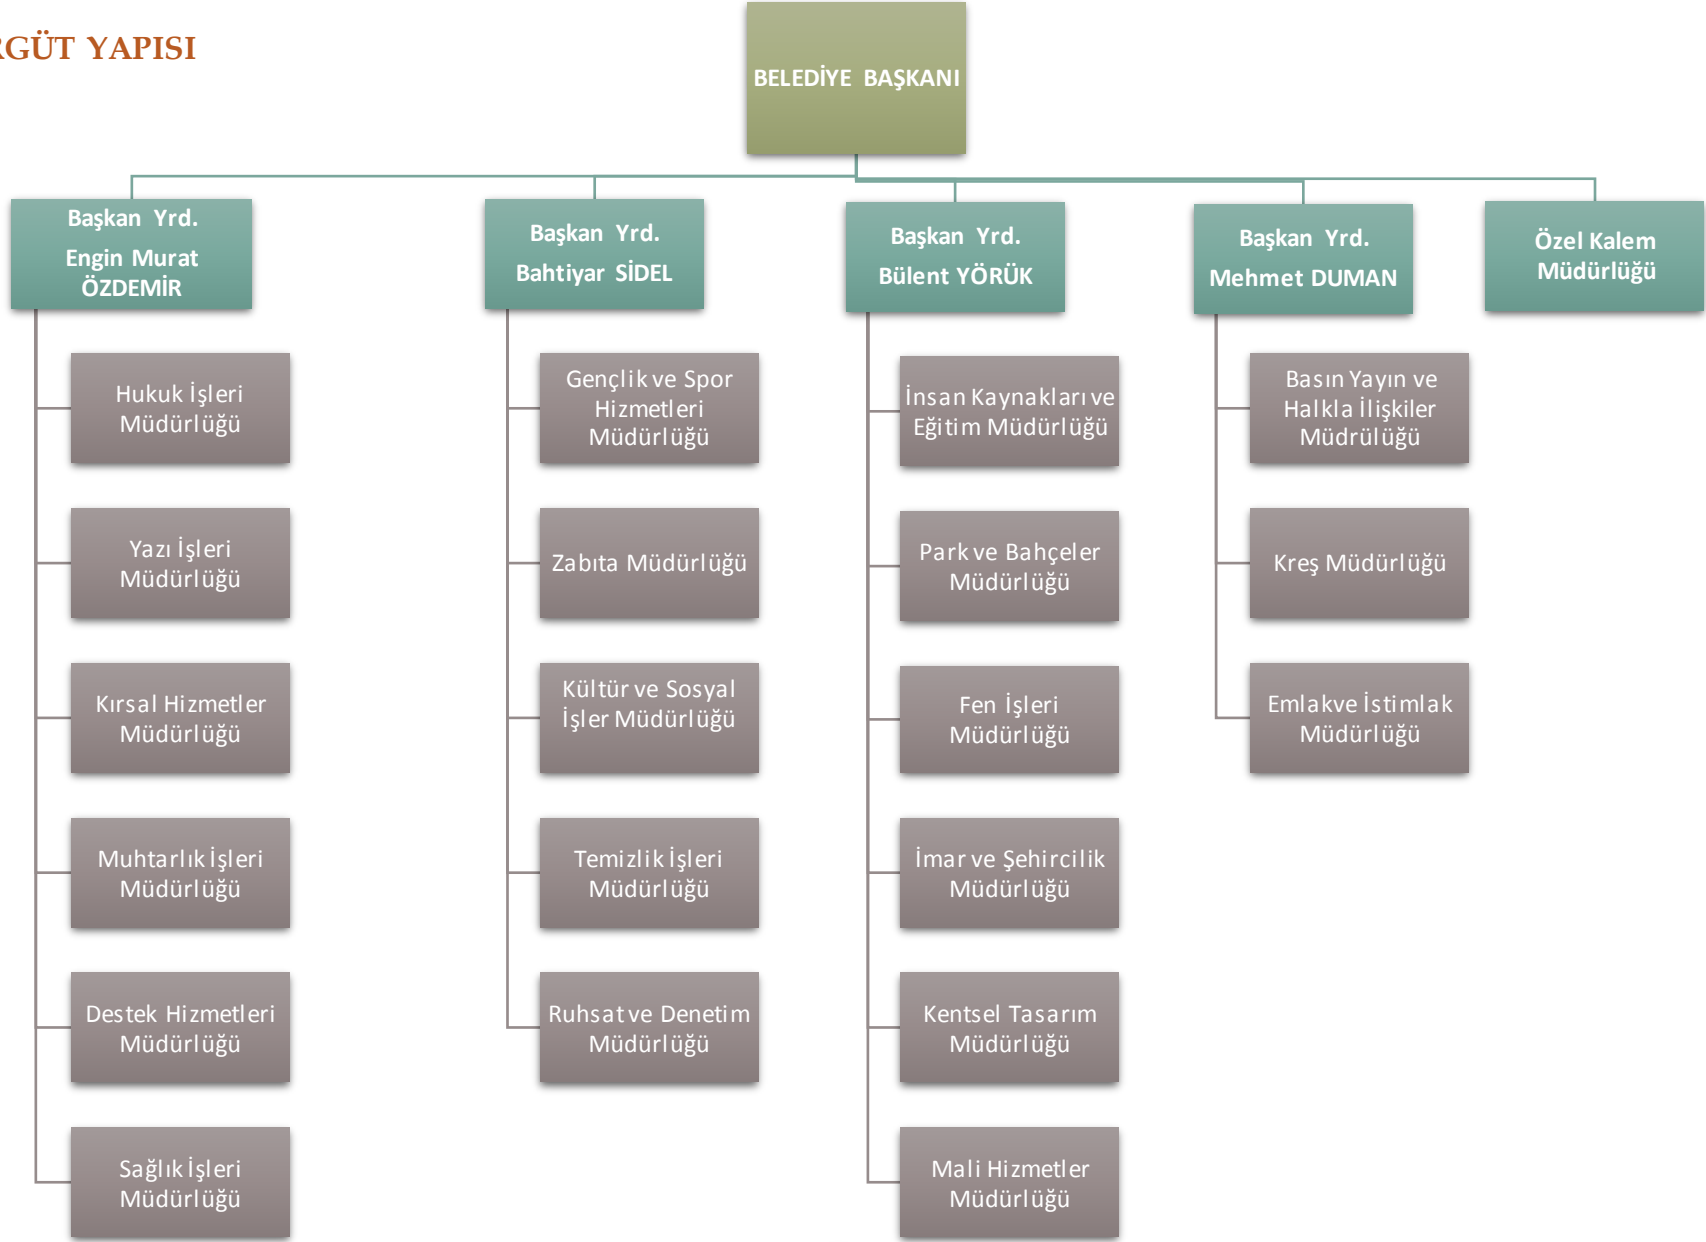 RGÜT YAPISI
BELEDİYE BAŞKANI
Başkan Yrd.
Engin Murat
ÖZDEMİR
Başkan Yrd.
Bahtiyar SİDEL
Başkan Yrd.
Bülent YÖRÜK
Başkan Yrd.
Mehmet DUMAN
Özel Kalem
Müdürlüğü
Hukuk İşleri
Müdürlüğü
Yazı İşleri
Müdürlüğü
Kırsal Hizmetler
Müdürlüğü
Muhtarlık İşleri
Müdürlüğü
Destek Hizmetleri
Müdürlüğü
Sağlık İşleri
Müdürlüğü
Gençlik ve Spor
Hizmetleri
Müdürlüğü
Zabıta Müdürlüğü
Kültür ve Sosyal
İşler Müdürlüğü
Temizlik İşleri
Müdürlüğü
Ruhsat ve Denetim
Müdürlüğü
İnsan Kaynakları ve
Eğitim Müdürlüğü
Park ve Bahçeler
Müdürlüğü
Fen İşleri
Müdürlüğü
İmar ve Şehircilik
Müdürlüğü
Kentsel Tasarım
Müdürlüğü
Mali Hizmetler
Müdürlüğü
Basın Yayın ve
Halkla İlişkiler
Müdrülüğü
Kreş Müdürlüğü
Emlakve İstimlak
Müdürlüğü